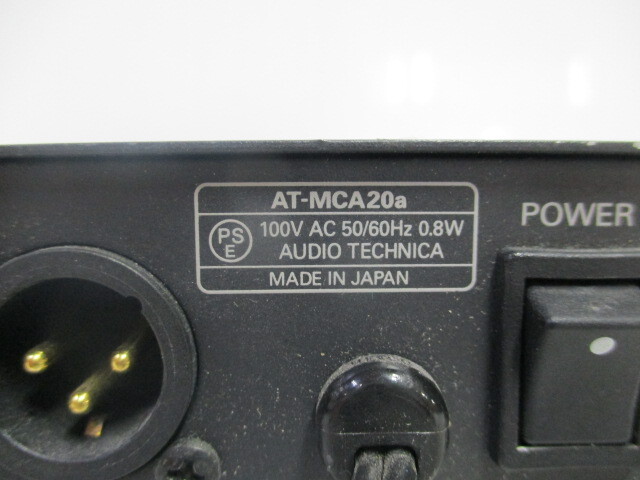 AT-MCA20a
PS E 100V AC 50/60Hz 0.8W
AUDIO TECHNICA
MADE IN JAPAN
POWER